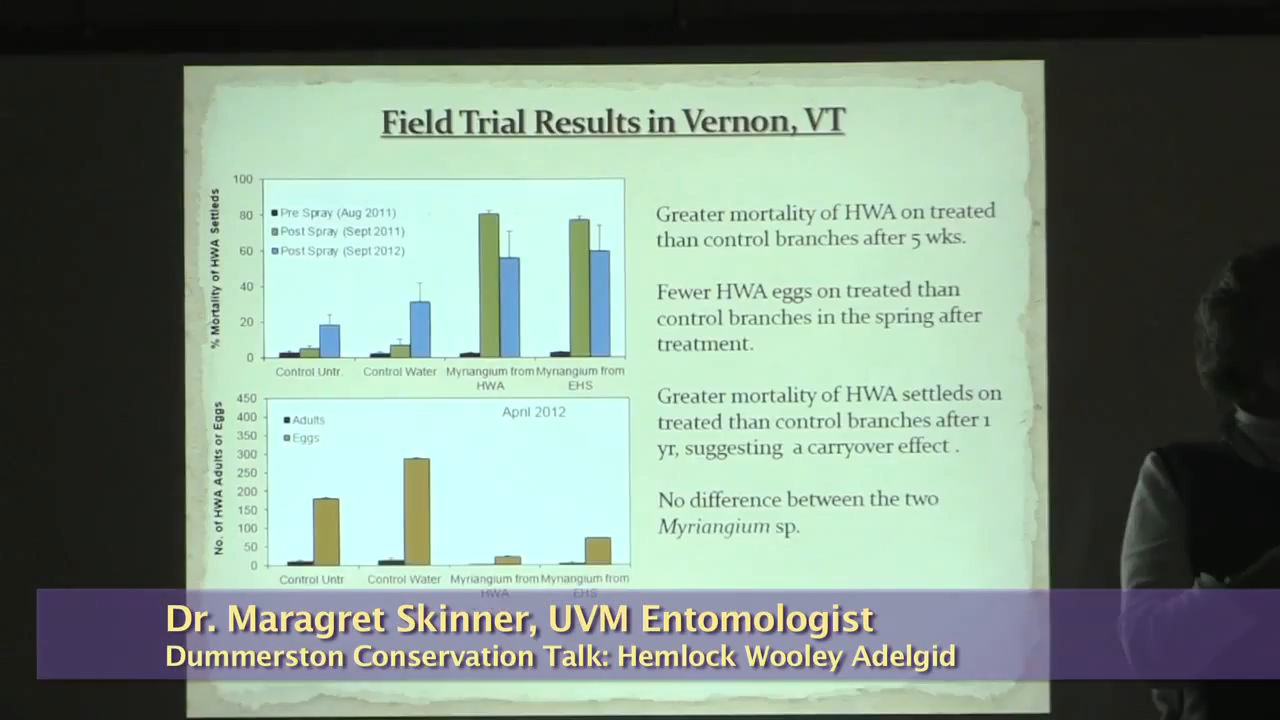 Field Trial Results in Vernon, VT
% Mortality of HWA Settleds
100
80
60
40
20
0
Pre Spray (Aug 2011)
Post Spray (Sept 2011)
Post Spray (Sept 2012)
Control Untr.
Control Water
Myriangium from
HWA
Myriangium from
EHS
No. of HWA Adults or Eggs
450
400
350
300
250
200
150
100
50
0
Adults
Eggs
April 2012
Control Untr
Control Water
Myriangium from
HWA
Myriangium from
EHS
Greater mortality of HWA on treated
than control branches after 5 wks.
Fewer HWA eggs on treated than
control branches in the spring after
treatment.
Greater mortality of HWA settleds on
treated than control branches after 1
yr, suggesting a carryover effect .
No difference between the two
Myriangium sp.
Dr. Maragret Skinner, UVM Entomologist
Dummerston Conservation Talk: Hemlock Wooley Adelgid